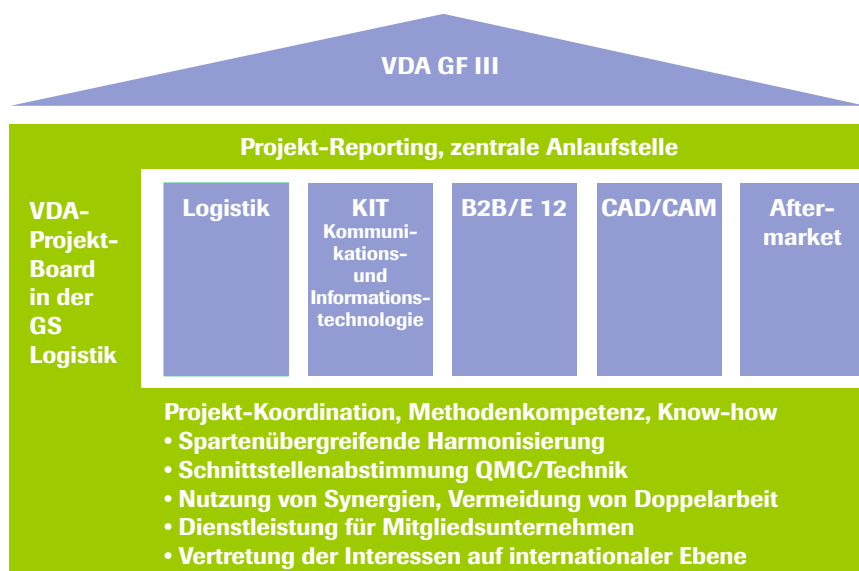 VDA GF III
Projekt-Reporting, zentrale Anlaufstelle
VDA-
Projekt-
Board
in der
GS
Logistik
Logistik
KIT
Kommuni-
kations-
und
Informations-
technologie
B2B/E 12
CAD/CAM
After-
market
Projekt-Koordination, Methodenkompetenz, Know-how
• Spartenübergreifende Harmonisierung
• Schnittstellenabstimmung QMC/Technik
• Nutzung von Synergien, Vermeidung von Doppelarbeit
• Dienstleistung für Mitgliedsunternehmen
• Vertretung der Interessen auf internationaler Ebene